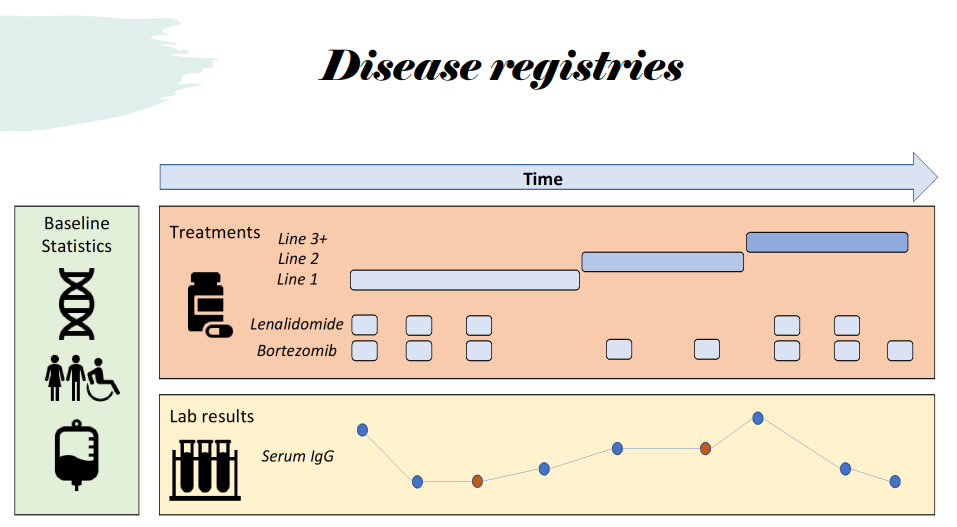 Disease registries
Time
Baseline
Statistics
Treatments
Line 3+
Line 2
Line 1
Lenalidomide
Bortezomib
Lab results
Serum IgG